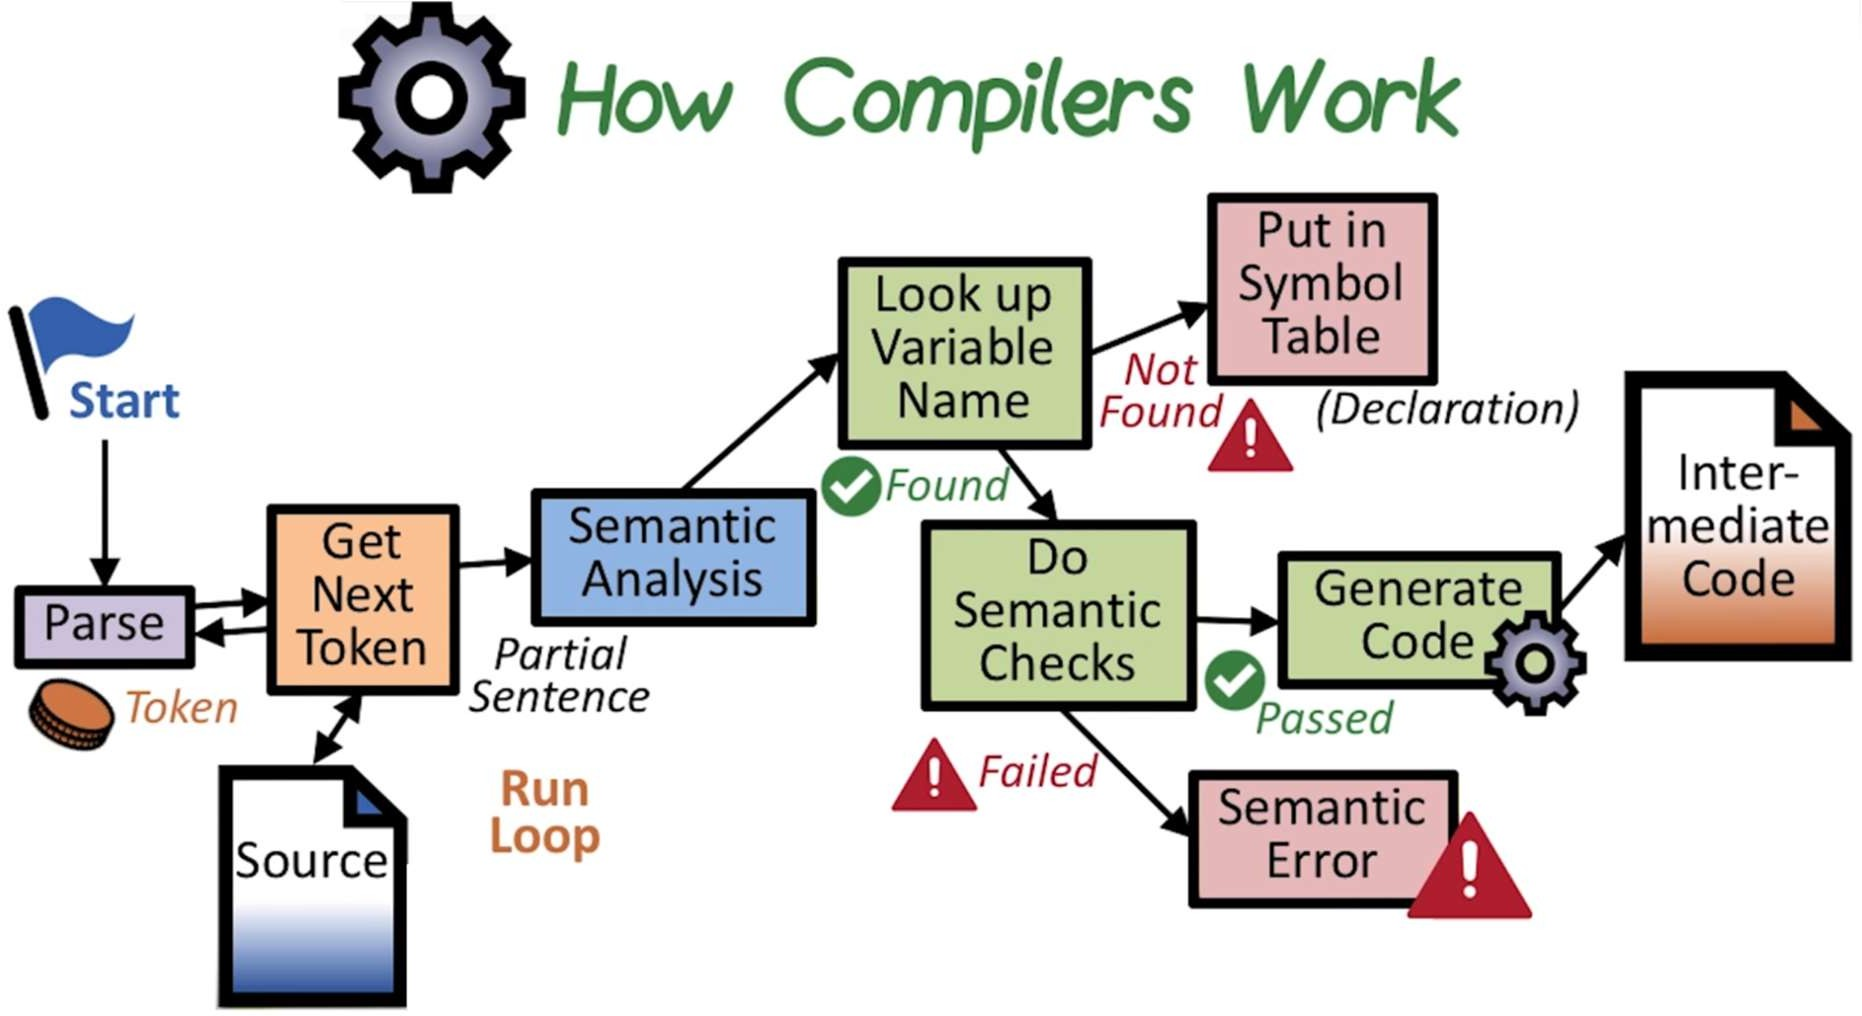 How Compilers Work
Start
Parse
Token
Get
Next
Token
Source
Partial
Sentence
Run
Loop
Semantic
Analysis
Look up
Variable
Name
Found
Not
Found
Put in
Symbol
Table
(Declaration)
Do
Semantic
Checks
Passed
Failed
Generate
Code
Semantic
Error
Inter-
mediate
Code